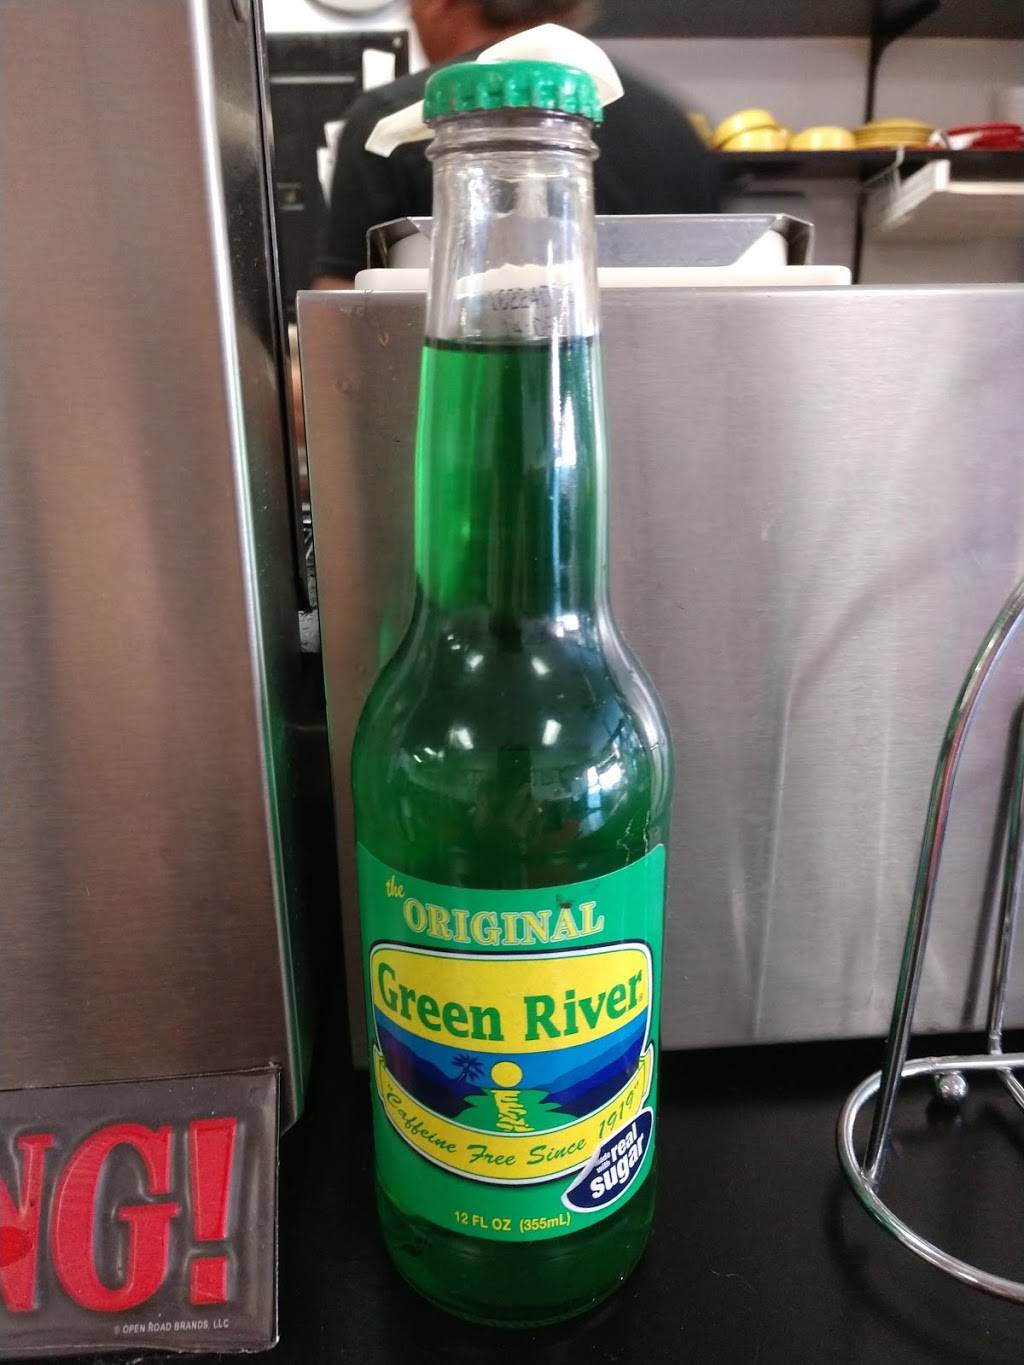 the
ORIGINAL
Green River
"Caffeine Free Since 1919"
made
with real
sugar
12 FL OZ (355mL)
NG!
© OPEN ROAD BRANDS, LLC